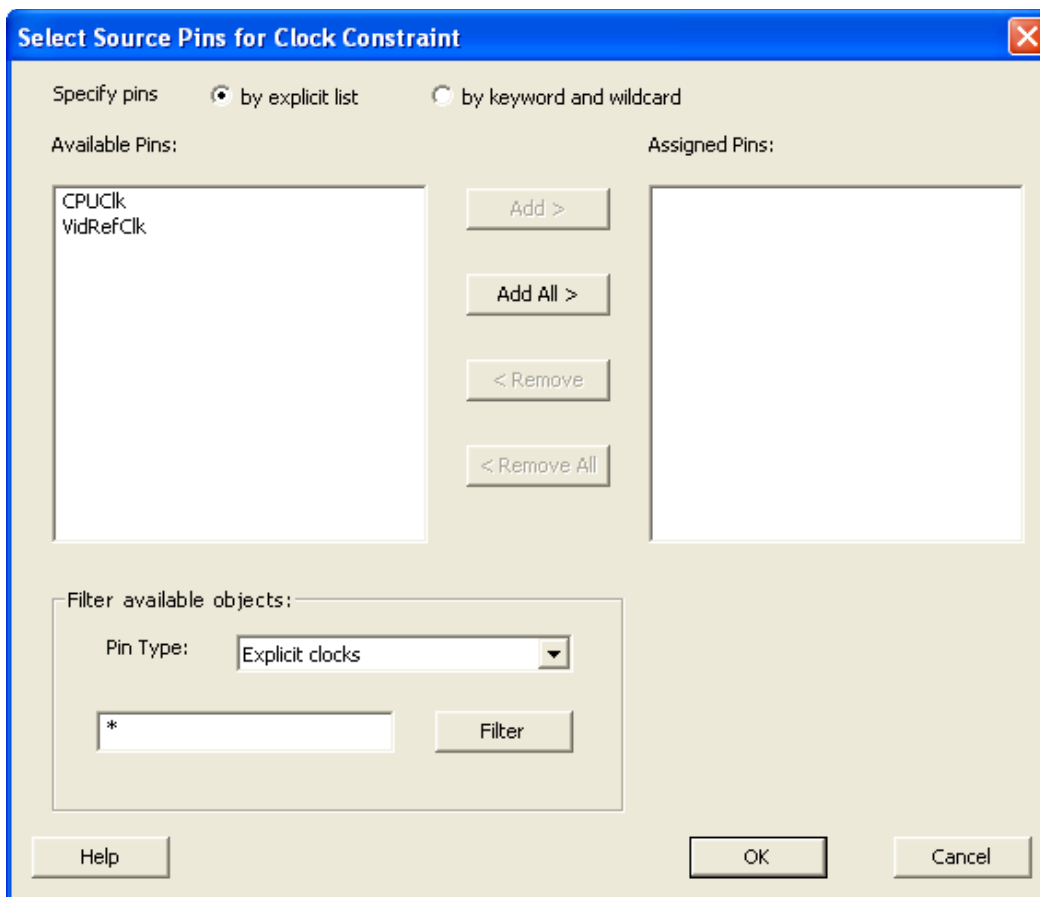 Select Source Pins for Clock Constraint
Specify pins by explicit list by keyword and wildcard
Available Pins: Assigned Pins:
CPUClk
VidRefClk
Add >
Add All >
< Remove
< Remove All
Filter available objects:
Pin Type: Explicit clocks
* Filter
Help OK Cancel